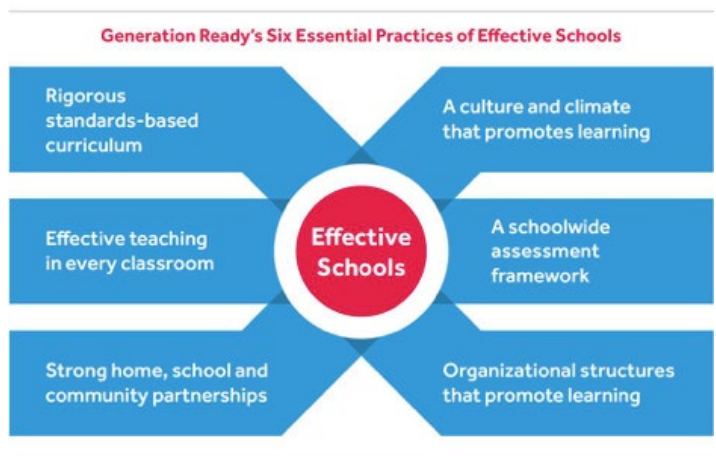 Generation Ready's Six Essential Practices of Effective Schools
Rigorous
standards-based
curriculum
A culture and climate
that promotes learning
Effective teaching
in every classroom
Effective
Schools
A schoolwide
assessment
framework
Strong home, school and
community partnerships
Organizational structures
that promote learning